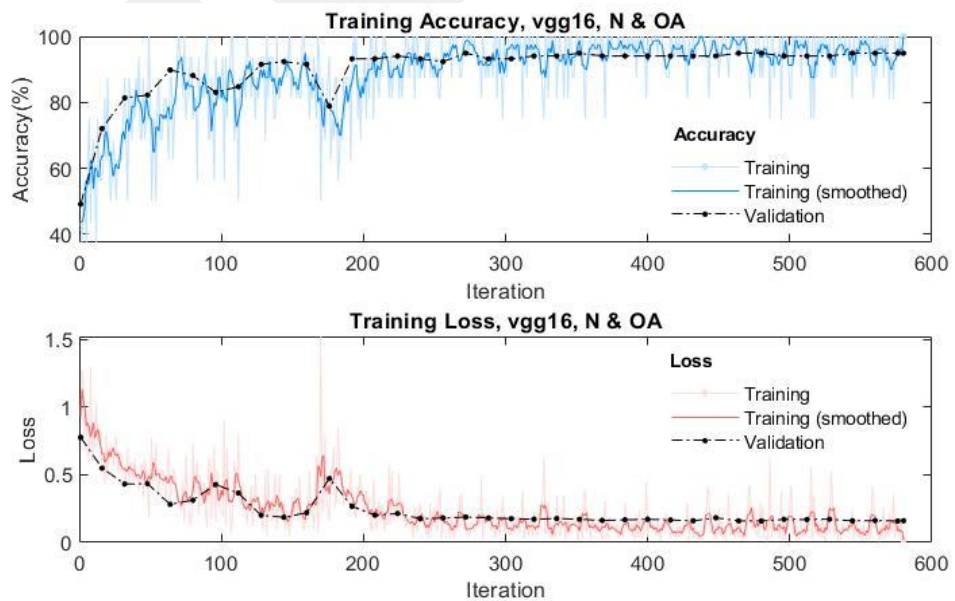 Training Accuracy, vgg16, N & OA
100
80
60
40
Accuracy(%)
Accuracy
Training
Training (smoothed)
Validation
0 100 200 300 400 500 600
Iteration
Training Loss, vgg16, N & OA
1.5
1
0.5
0
Loss
Loss
Training
Training (smoothed)
Validation
0 100 200 300 400 500 600
Iteration